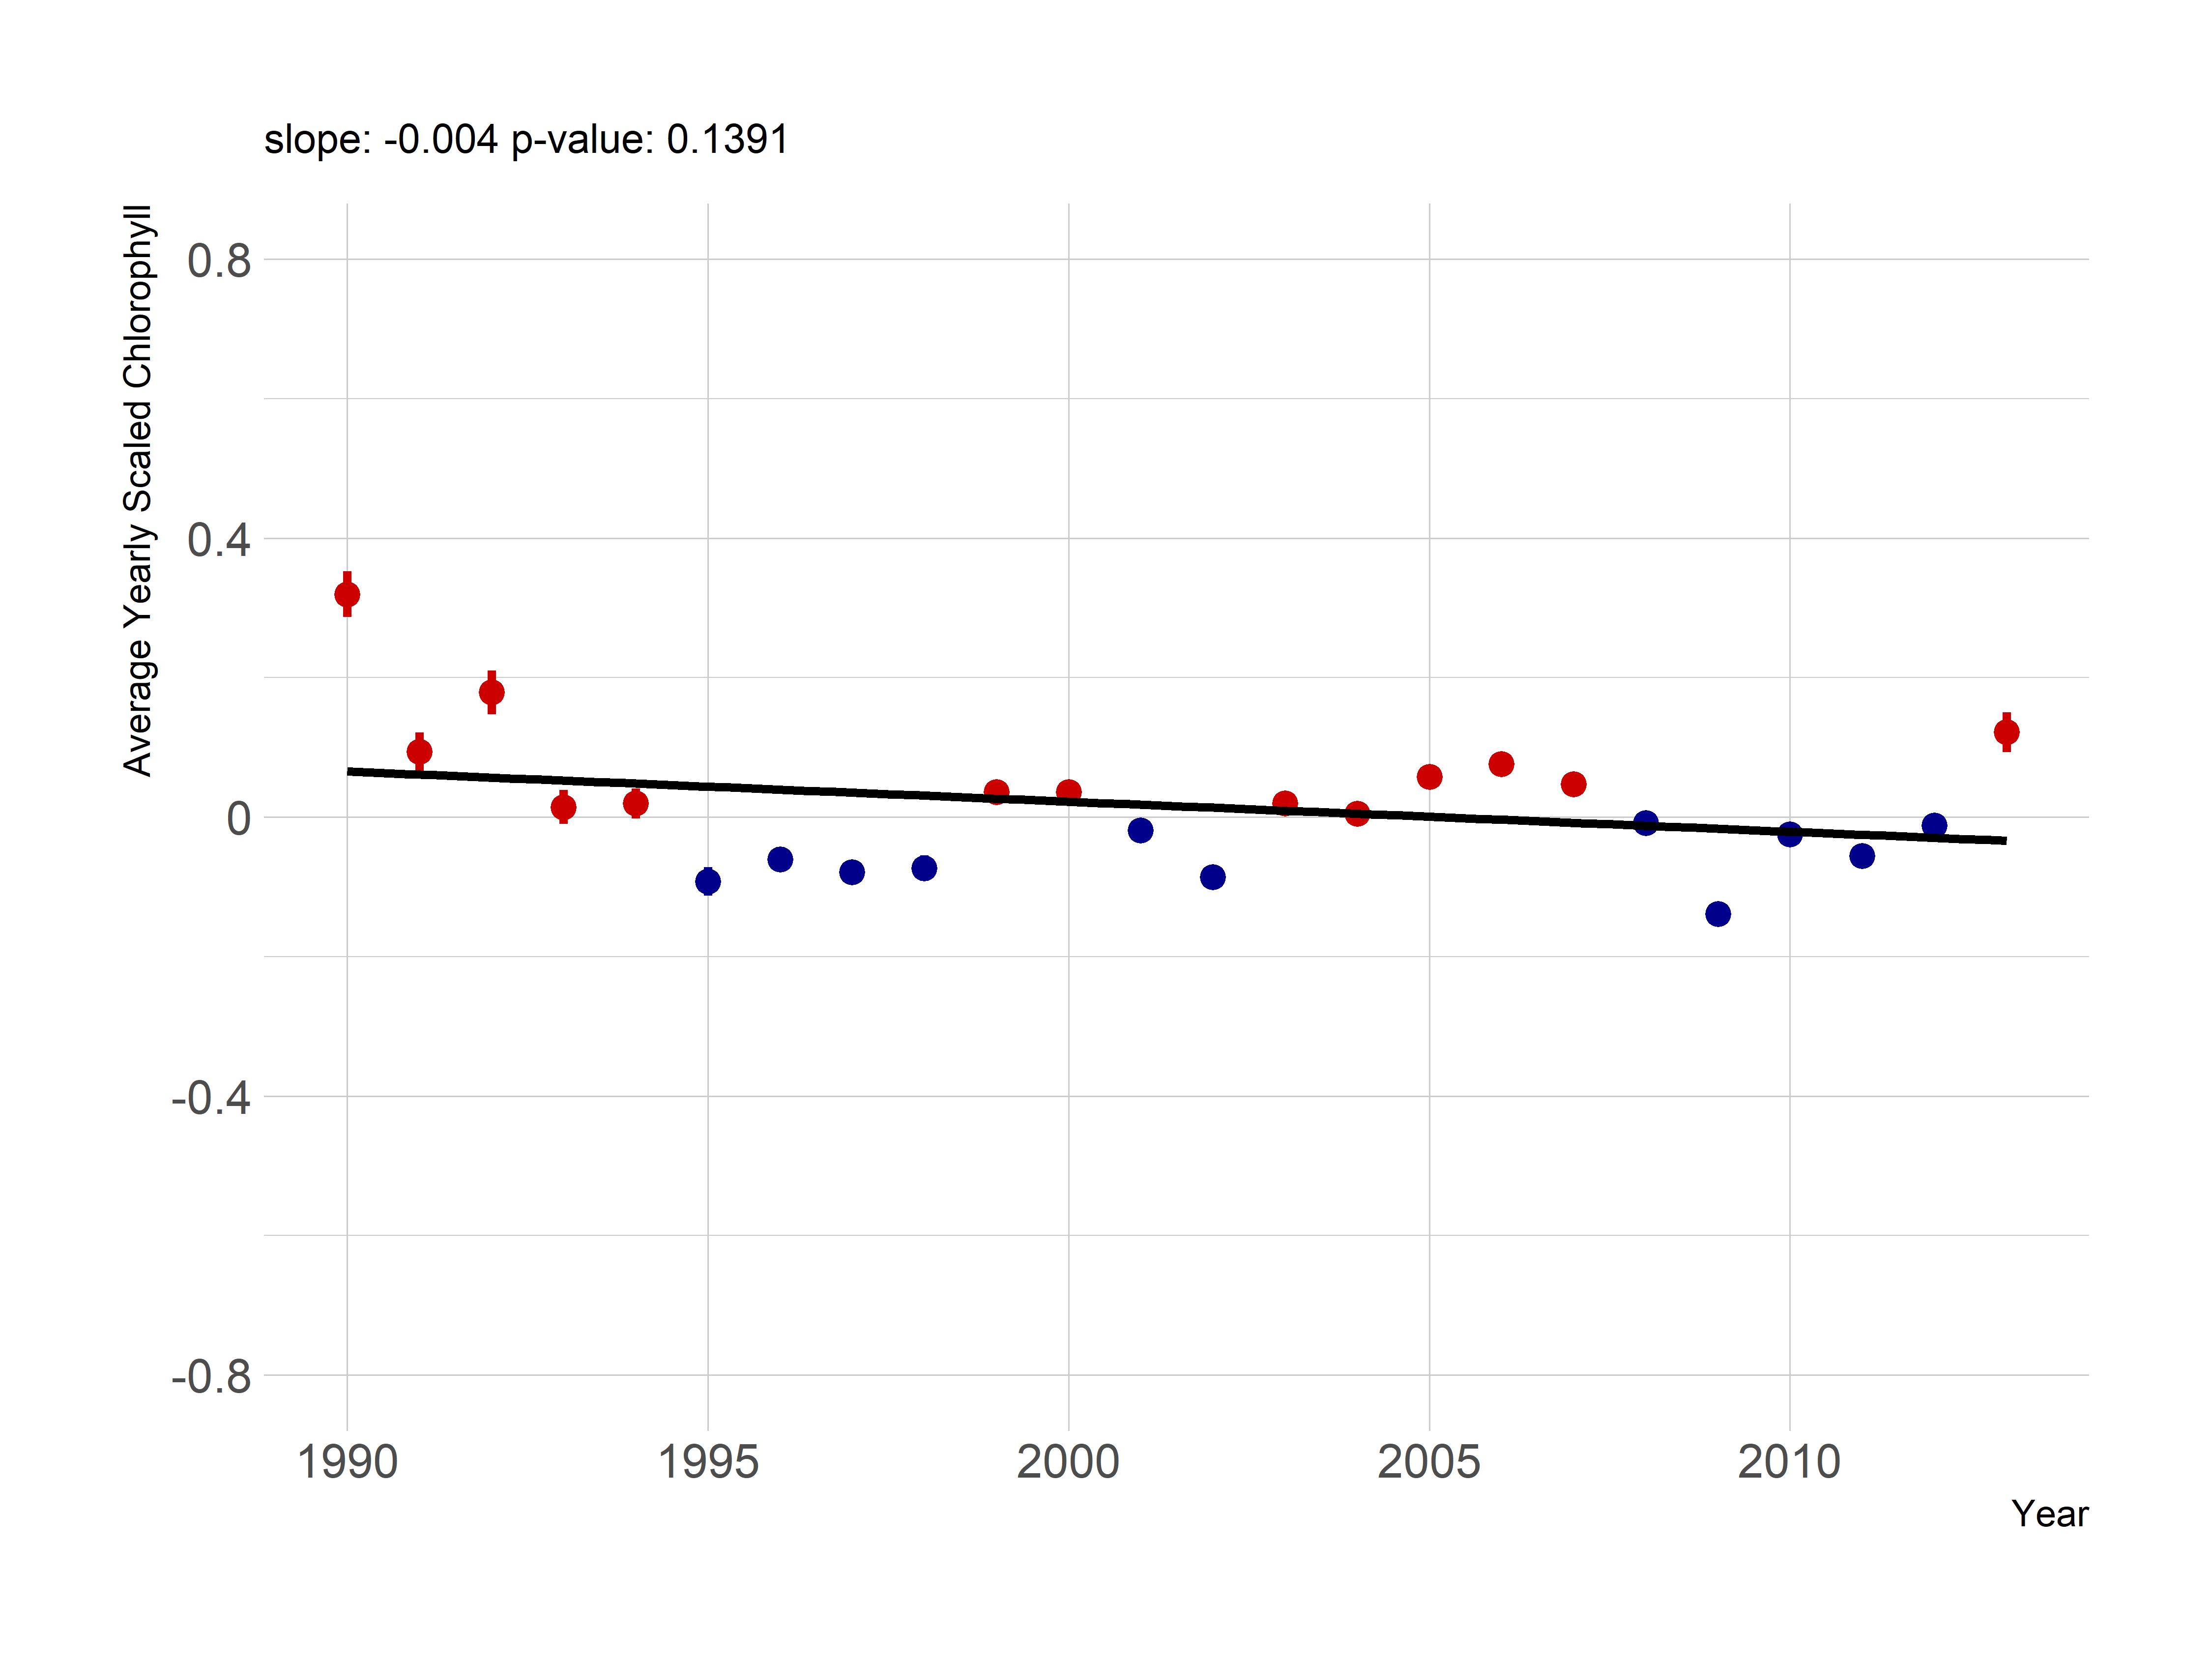 slope: -0.004 p-value: 0.1391
Average Yearly Scaled Chlorophyll
0.8
0.4
0
-0.4
-0.8
1990 1995 2000 2005 2010
Year